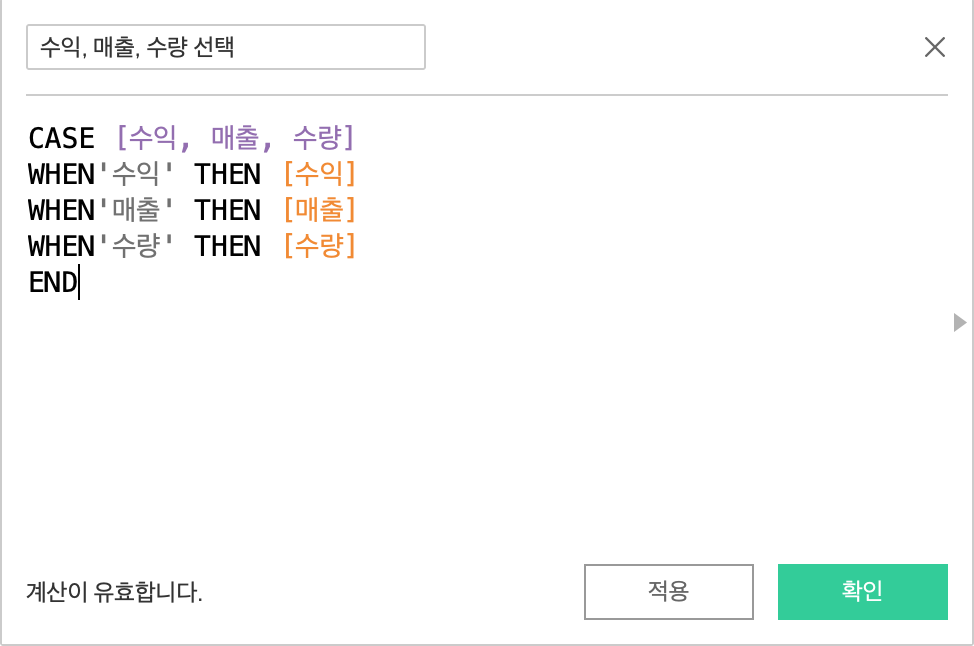 수익, 매출, 수량 선택
CASE [수익, 매출, 수량]
WHEN'수익' THEN [수익]
WHEN'매출' THEN [매출]
WHEN'수량' THEN [수량]
END
계산이 유효합니다.
적용
확인